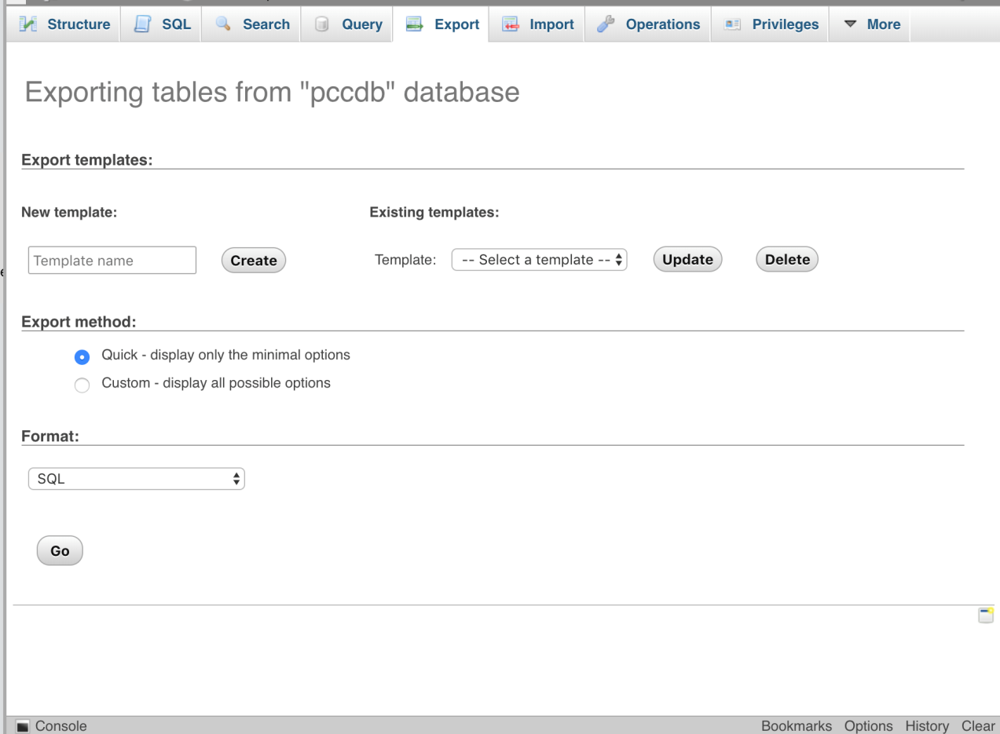 Structure SQL Search Query Export Import Operations Privileges More
Exporting tables from "pccdb" database
Export templates:
New template: Existing templates:
Template name Create Template: -- Select a template -- Update Delete
Export method:
Quick - display only the minimal options
Custom - display all possible options
Format:
SQL
Go
Console Bookmarks Options History Clear